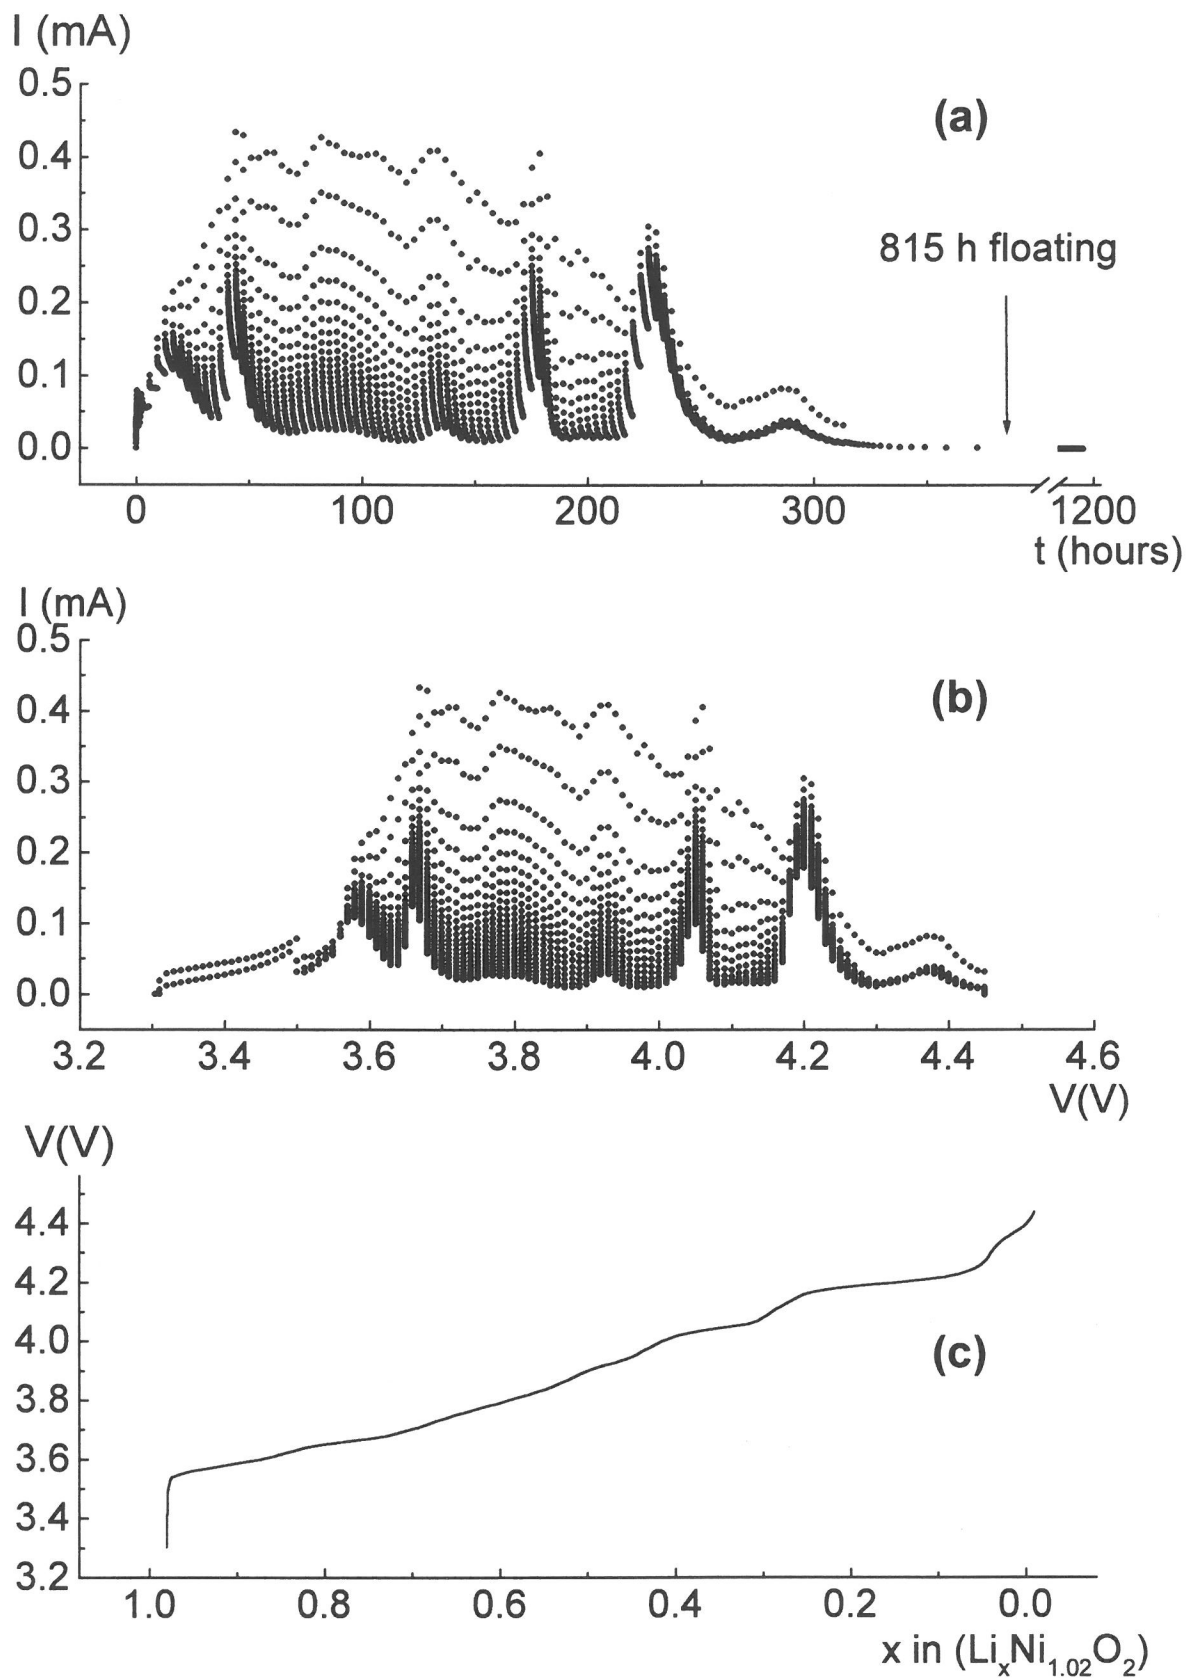 I (mA)
0.5
(a)
0.4
0.3
815 h floating
0.2
0.1
0.0
0 100 200 300 1200
t (hours)
I (mA)
0.5
(b)
0.4
0.3
0.2
0.1
0.0
3.2 3.4 3.6 3.8 4.0 4.2 4.4 4.6
V(V)
V(V)
4.4
4.2
4.0
(c)
3.8
3.6
3.4
3.2
1.0 0.8 0.6 0.4 0.2 0.0
x in (LiₓNi₁.₀₂O₂)